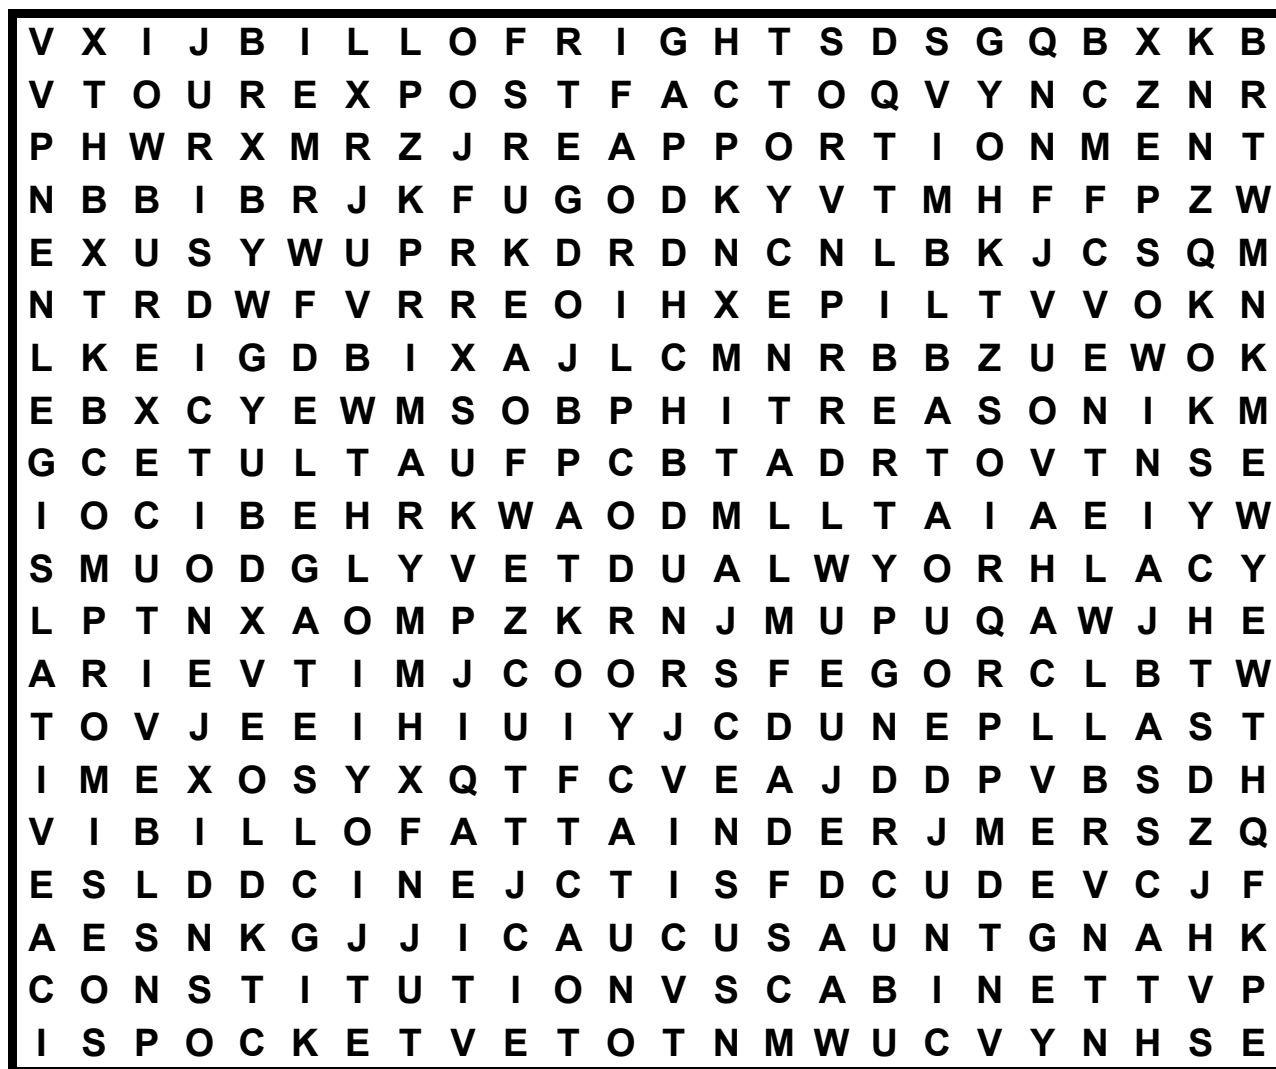 V X I J B I L L O F R I G H T S D S G Q B X K B
V T O U R E X P O S T F A C T O Q V Y N C Z N R
P H W R X M R Z J R E A P P O R T I O N M E N T
N B B I B R J K F U G O D K Y V T M H F F P Z W
E X U S Y W U P R K D R D N C N L B K J C S Q M
N T R D W F V R R E O I H X E P I L T V V O K N
L K E I G D B I X A J L C M N R B B Z U E W O K
E B X C Y E W M S O B P H I T R E A S O N I K M
G C E T U L T A U F P C B T A D R T O V T N S E
I O C I B E H R K W A O D M L L T A I A E I Y W
S M U O D G L Y V E T D U A L W Y O R H L A C Y
L P T N X A O M P Z K R N J M U P U Q A W J H E
A R I E V T I M J C O O R S F E G O R C L B T W
T O V J E E I H I U I Y J C D U N E P L L A S T
I M E X O S Y X Q T F C V E A J D D P V B S D H
V I B I L L O F A T T A I N D E R J M E R S Z Q
E S L D D C I N E J C T I S F D C U D E V C J F
A E S N K G J J I C A U C U S A U N T G N A H K
C O N S T I T U T I O N V S C A B I N E T T V P
I S P O C K E T V E T O T N M W U C V Y N H S E